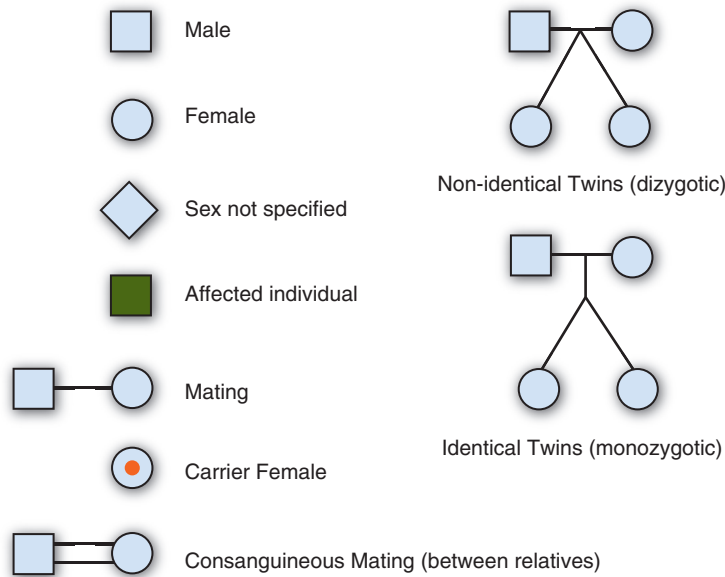 Male
Female
Sex not specified
Affected individual
Mating
Carrier Female
Consanguineous Mating (between relatives)
Non-identical Twins (dizygotic)
Identical Twins (monozygotic)